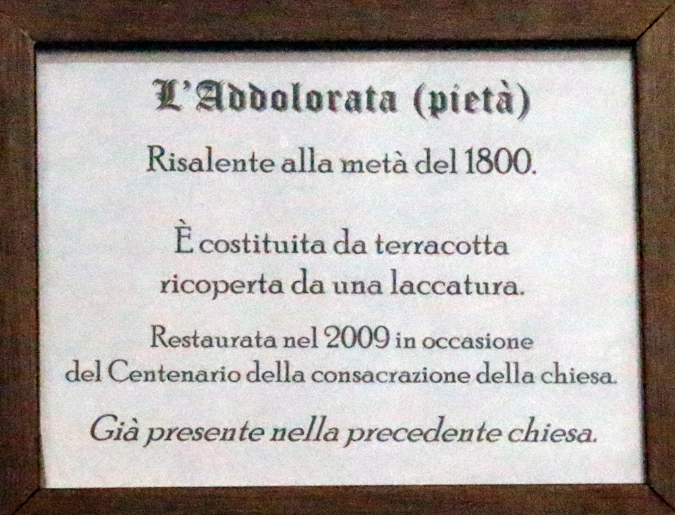 L'Addolorata (pietà)
Risalente alla metà del 1800.
È costituita da terracotta
ricoperta da una laccatura.
Restaurata nel 2009 in occasione
del Centenario della consacrazione della chiesa.
Già presente nella precedente chiesa.